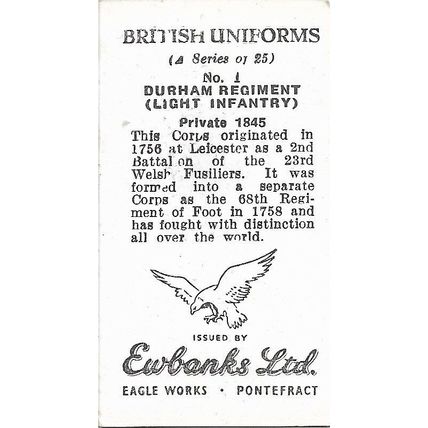 BRITISH UNIFORMS
(A Series of 25)
No. 1
DURHAM REGIMENT
(LIGHT INFANTRY)
Private 1845
This Corps originated in
1756 at Leicester as a 2nd
Battalion of the 23rd
Welsh Fusiliers. It was
formed into a separate
Corps as the 68th Regi-
ment of Foot in 1758 and
has fought with distinction
all over the world.
ISSUED BY
Ewbanks Ltd.
EAGLE WORKS • PONTEFRACT